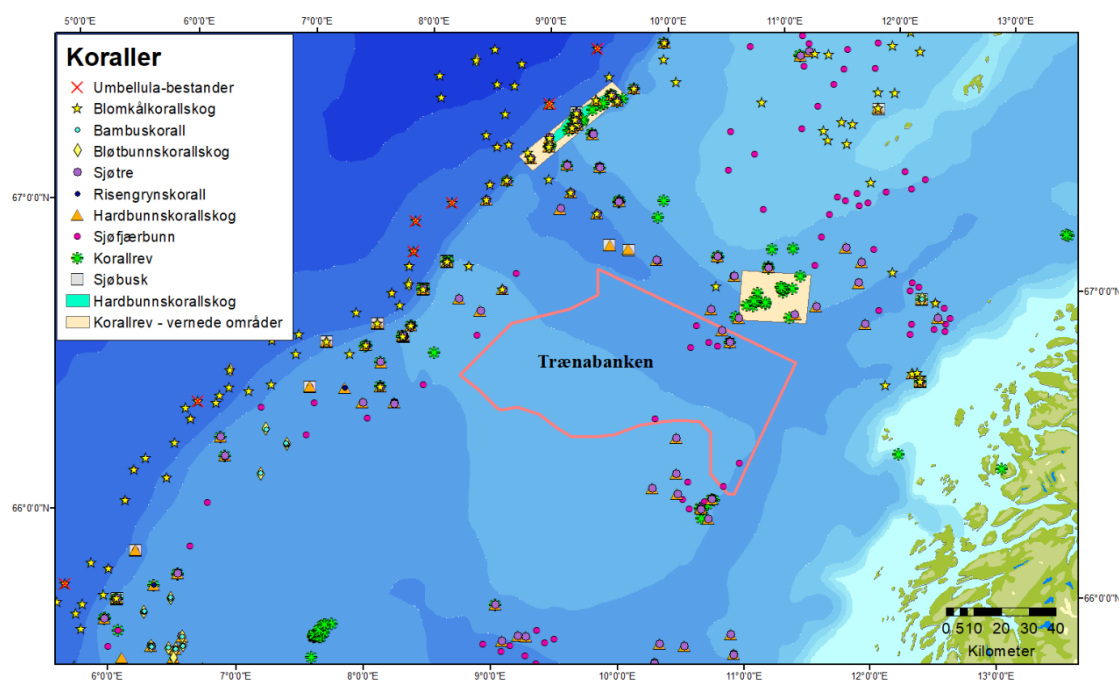 5°0'0"E 6°0'0"E 7°0'0"E 8°0'0"E 9°0'0"E 10°0'0"E 11°0'0"E 12°0'0"E 13°0'0"E
Koraller
Umbellula-bestander
Blomkålkorallskog
Bambuskorall
Bløtbunnskorallskog
Sjøtre
Risengrynskorall
Hardbunnskorallskog
Sjøfjærbunn
Korallrev
Sjøbusk
Hardbunnskorallskog
Korallrev - vernede områder
67°0'0"N
67°0'0"N
Trænabanken
66°0'0"N
66°0'0"N
0 5 10 20 30 40
Kilometer
6°0'0"E 7°0'0"E 8°0'0"E 9°0'0"E 10°0'0"E 11°0'0"E 12°0'0"E